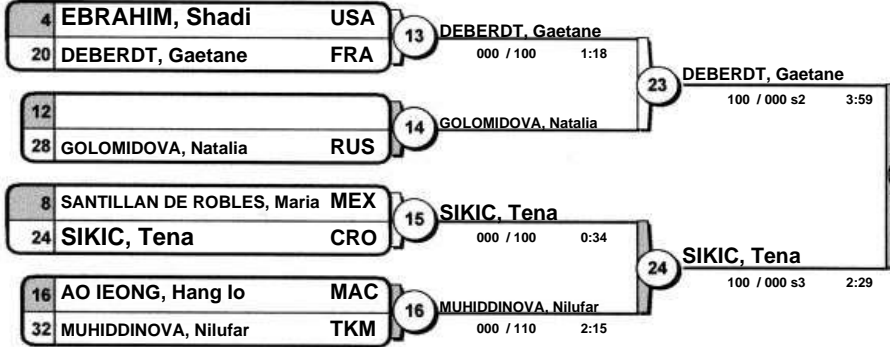 4 EBRAHIM, Shadi USA
20 DEBERDT, Gaetane FRA
13
DEBERDT, Gaetane
000 / 100 1:18
12
28 GOLOMIDOVA, Natalia RUS
14
GOLOMIDOVA, Natalia
23
DEBERDT, Gaetane
100 / 000 s2 3:59
8 SANTILLAN DE ROBLES, Maria MEX
24 SIKIC, Tena CRO
15
SIKIC, Tena
000 / 100 0:34
16 AO IEONG, Hang Io MAC
32 MUHIDDINOVA, Nilufar TKM
16
MUHIDDINOVA, Nilufar
000 / 110 2:15
24
SIKIC, Tena
100 / 000 s3 2:29